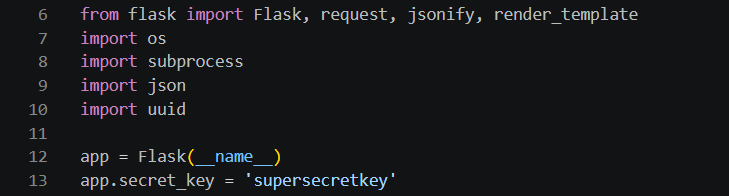 6 from flask import Flask, request, jsonify, render_template
7 import os
8 import subprocess
9 import json
10 import uuid
11
12 app = Flask(__name__)
13 app.secret_key = 'supersecretkey'